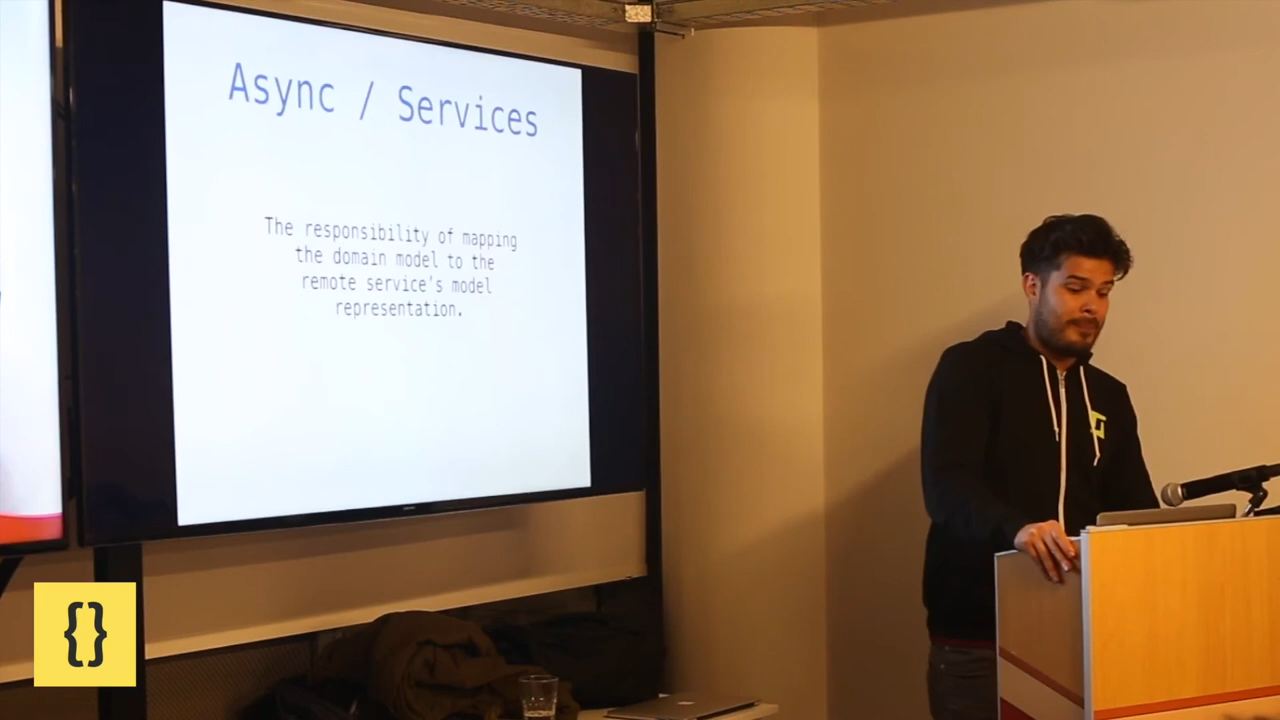 Async / Services
The responsibility of mapping
the domain model to the
remote service's model
representation.
{}